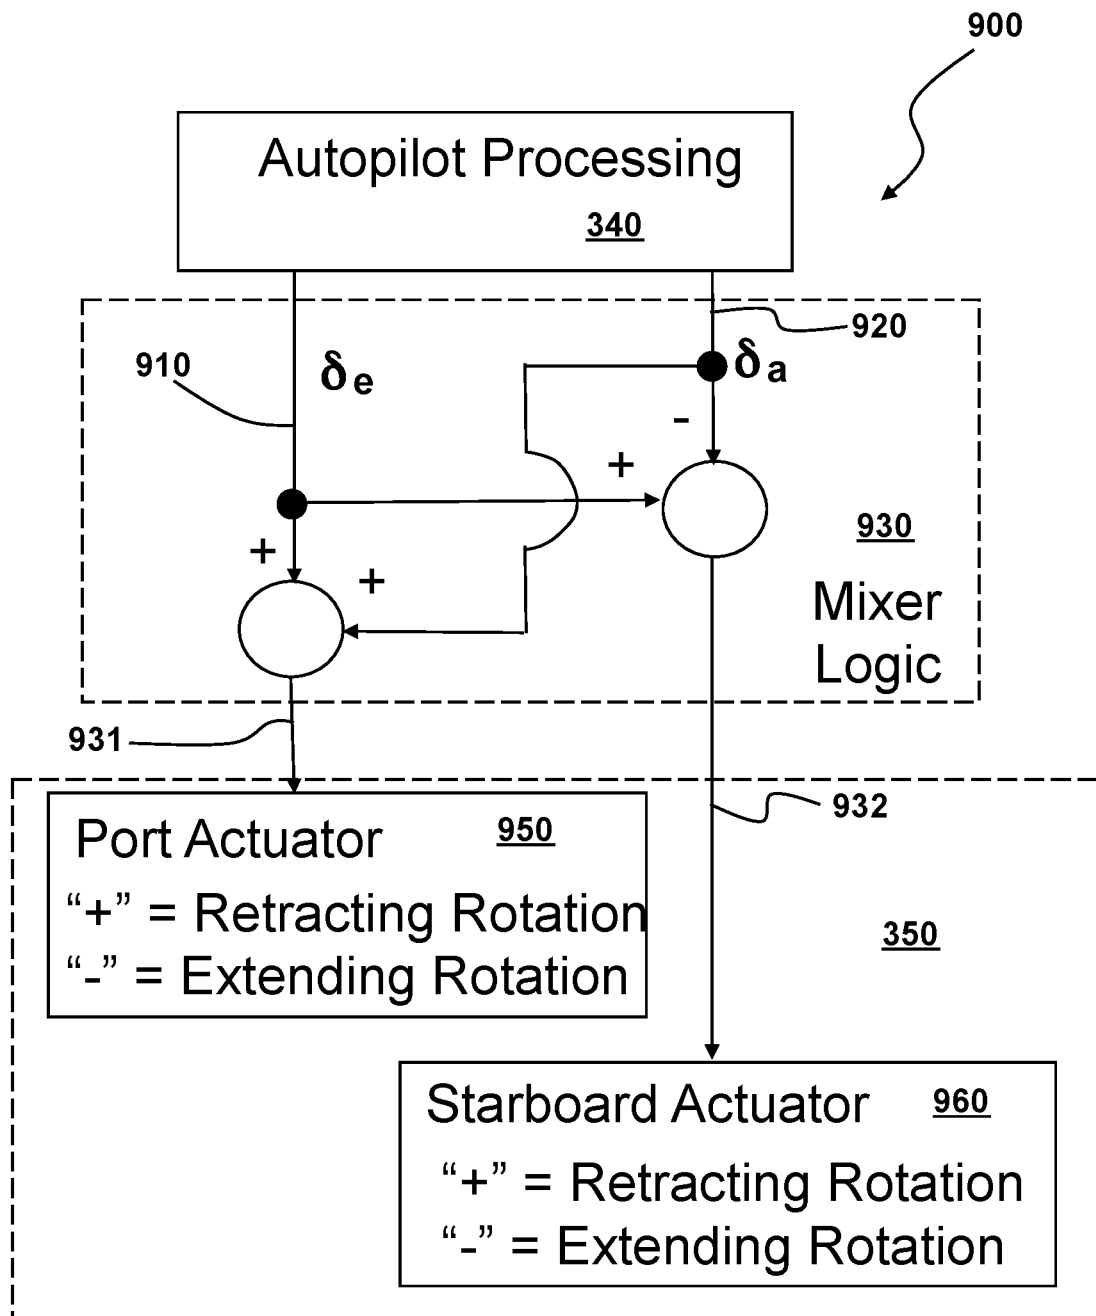 900
Autopilot Processing
340
920
910
δe
δa
-
+
930
+
+
Mixer
Logic
931
932
Port Actuator
950
“+” = Retracting Rotation
“-” = Extending Rotation
350
Starboard Actuator
960
“+” = Retracting Rotation
“-” = Extending Rotation